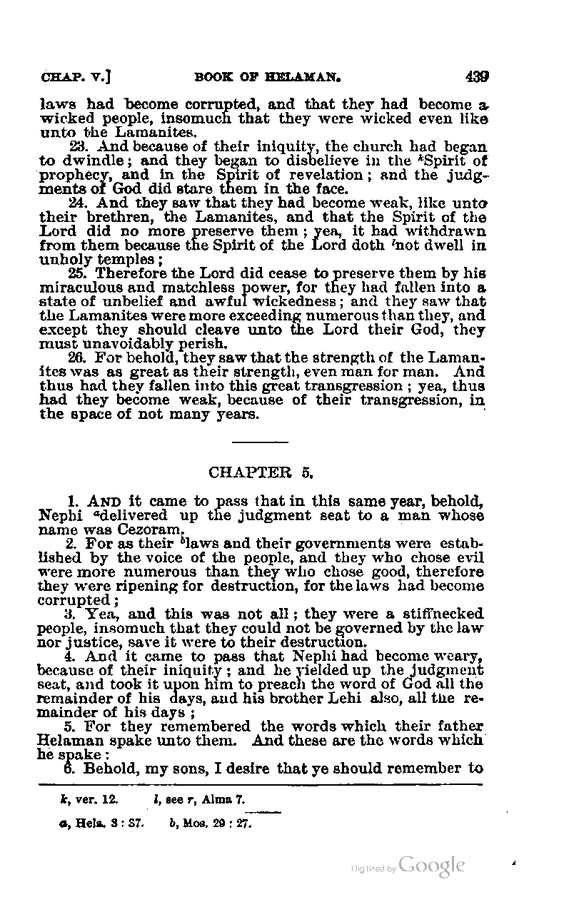 CHAP. V.] BOOK OF HELAMAN. 439
laws had become corrupted, and that they had become a
wicked people, insomuch that they were wicked even like
unto the Lamanites.
23. And because of their iniquity, the church had began
to dwindle; and they began to disbelieve in the ᵏSpirit of
prophecy, and in the Spirit of revelation; and the judg-
ments of God did stare them in the face.
24. And they saw that they had become weak, like unto
their brethren, the Lamanites, and that the Spirit of the
Lord did no more preserve them; yea, it had withdrawn
from them because the Spirit of the Lord doth ˡnot dwell in
unholy temples;
25. Therefore the Lord did cease to preserve them by his
miraculous and matchless power, for they had fallen into a
state of unbelief and awful wickedness; and they saw that
the Lamanites were more exceeding numerous than they, and
except they should cleave unto the Lord their God, they
must unavoidably perish.
26. For behold, they saw that the strength of the Laman-
ites was as great as their strength, even man for man. And
thus had they fallen into this great transgression; yea, thus
had they become weak, because of their transgression, in
the space of not many years.
CHAPTER 5.
1. AND it came to pass that in this same year, behold,
Nephi ᵃdelivered up the judgment seat to a man whose
name was Cezoram.
2. For as their ᵇlaws and their governments were estab-
lished by the voice of the people, and they who chose evil
were more numerous than they who chose good, therefore
they were ripening for destruction, for the laws had become
corrupted;
3. Yea, and this was not all; they were a stiffnecked
people, insomuch that they could not be governed by the law
nor justice, save it were to their destruction.
4. And it came to pass that Nephi had become weary,
because of their iniquity; and he yielded up the judgment
seat, and took it upon him to preach the word of God all the
remainder of his days, and his brother Lehi also, all the re-
mainder of his days;
5. For they remembered the words which their father
Helaman spake unto them. And these are the words which
he spake:
6. Behold, my sons, I desire that ye should remember to
k, ver. 12. l, see r, Alma 7.
a, Hela. 3:37. b, Mos. 29:27.
Digitized by Google